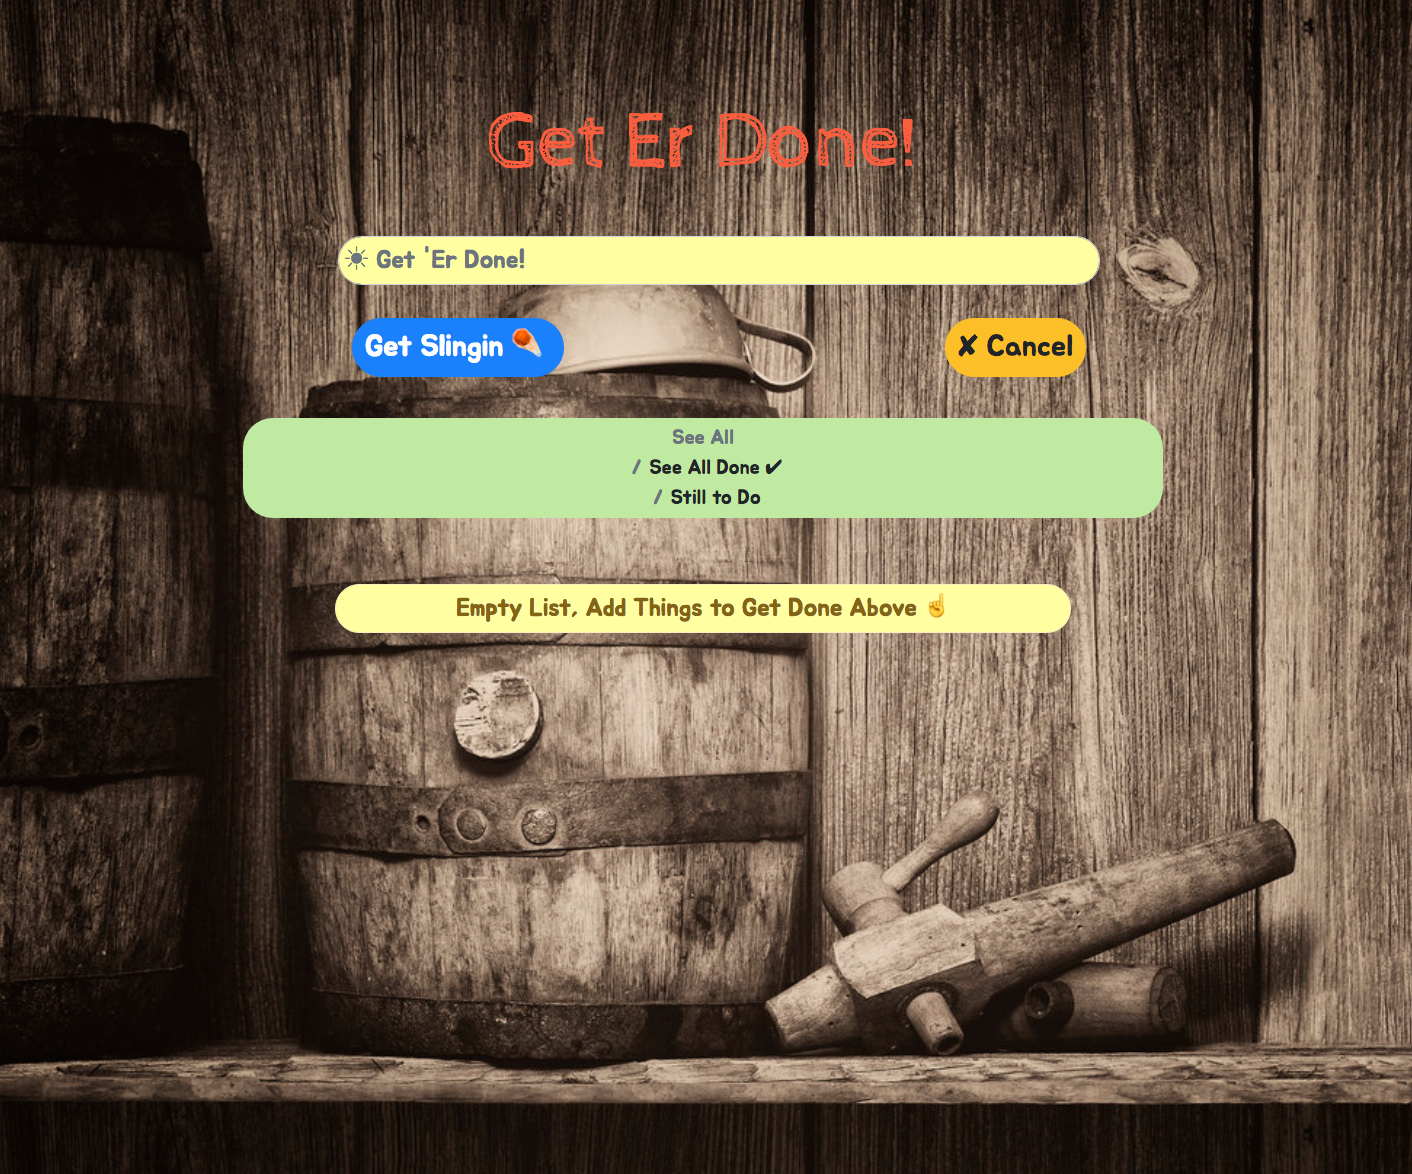 Get Er Done!
☀ Get 'Er Done!
Get Slingin 🍗
✘ Cancel
See All
/ See All Done ✔
/ Still to Do
Empty List, Add Things to Get Done Above ☝